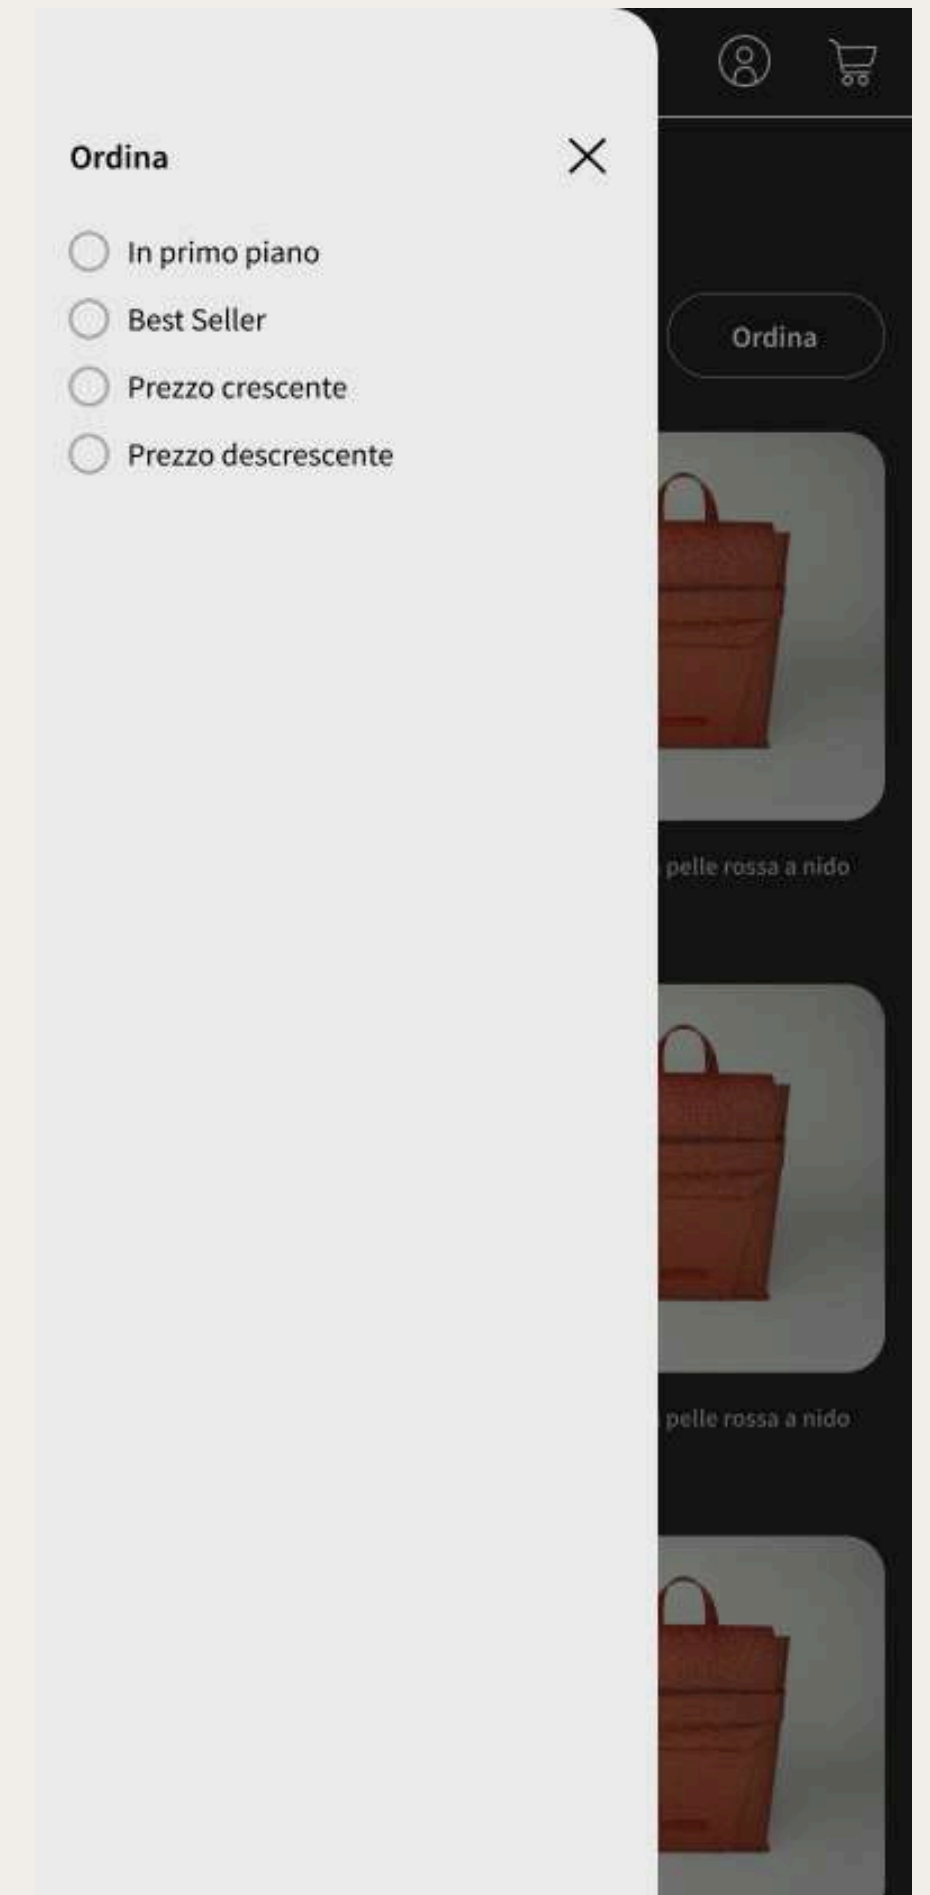 Ordina
In primo piano
Best Seller
Prezzo crescente
Prezzo descrescente
Ordina
pelle rossa a nido
pelle rossa a nido